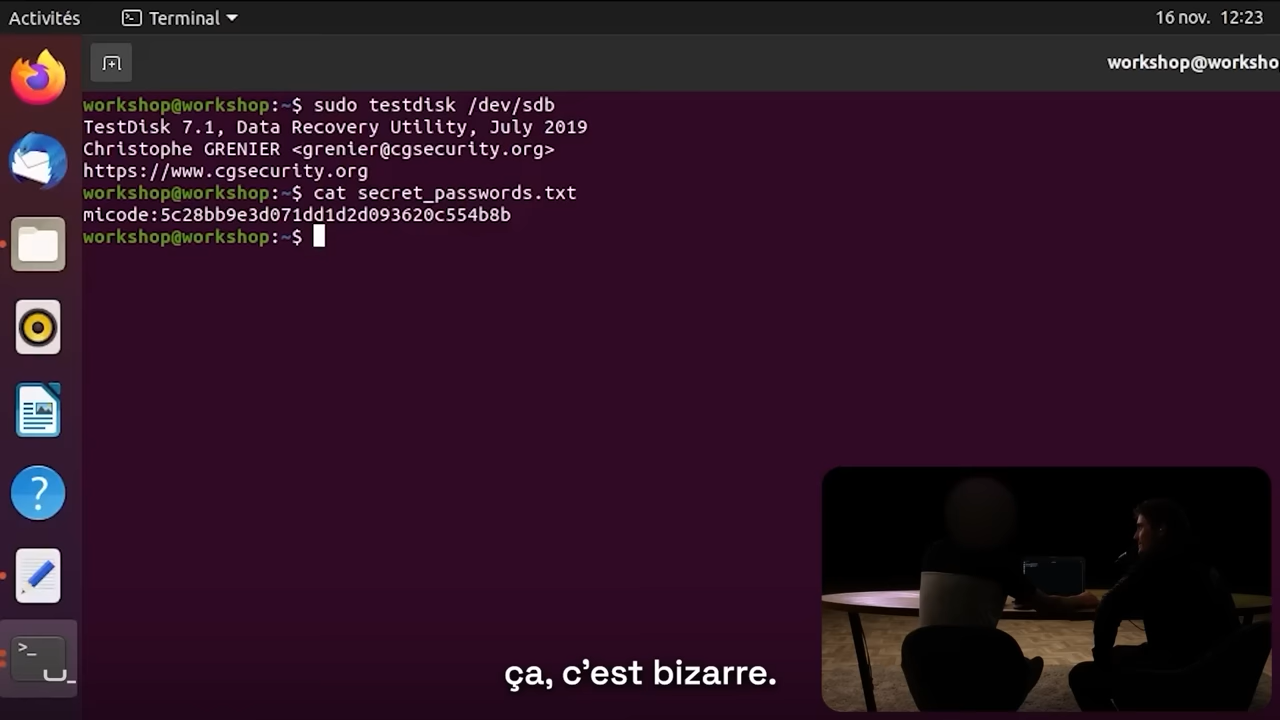 Activités
Terminal
16 nov. 12:23
workshop@worksho
workshop@workshop:~$ sudo testdisk /dev/sdb
TestDisk 7.1, Data Recovery Utility, July 2019
Christophe GRENIER <grenier@cgsecurity.org>
https://www.cgsecurity.org
workshop@workshop:~$ cat secret_passwords.txt
micode:5c28bb9e3d071dd1d2d093620c554b8b
workshop@workshop:~$
ça, c'est bizarre.